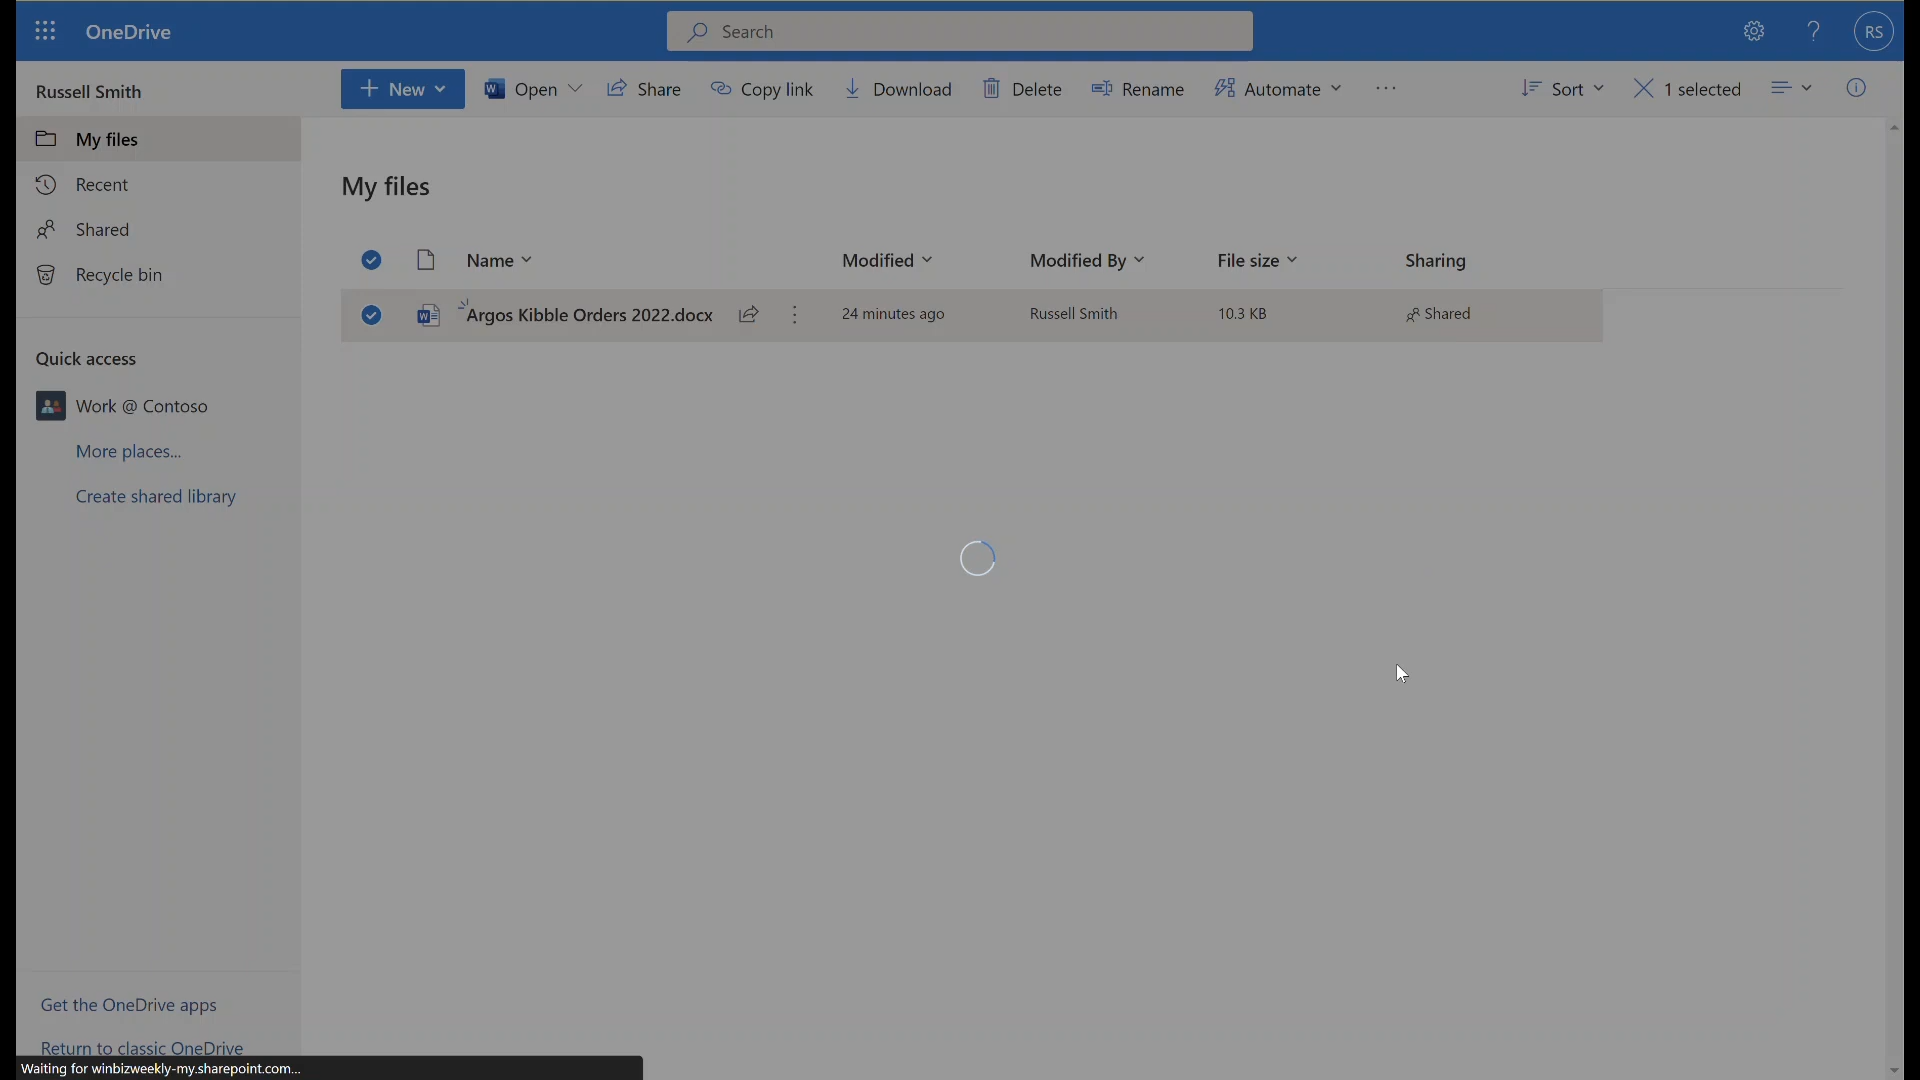 OneDrive
Search
RS
Russell Smith
New
Open
Share
Copy link
Download
Delete
Rename
Automate
Sort
1 selected
My files
Recent
Shared
Recycle bin
Quick access
Work @ Contoso
More places...
Create shared library
Get the OneDrive apps
Return to classic OneDrive
My files
Name
Modified
Modified By
File size
Sharing
Argos Kibble Orders 2022.docx
24 minutes ago
Russell Smith
10.3 KB
Shared
Waiting for winbizweekly-my.sharepoint.com...